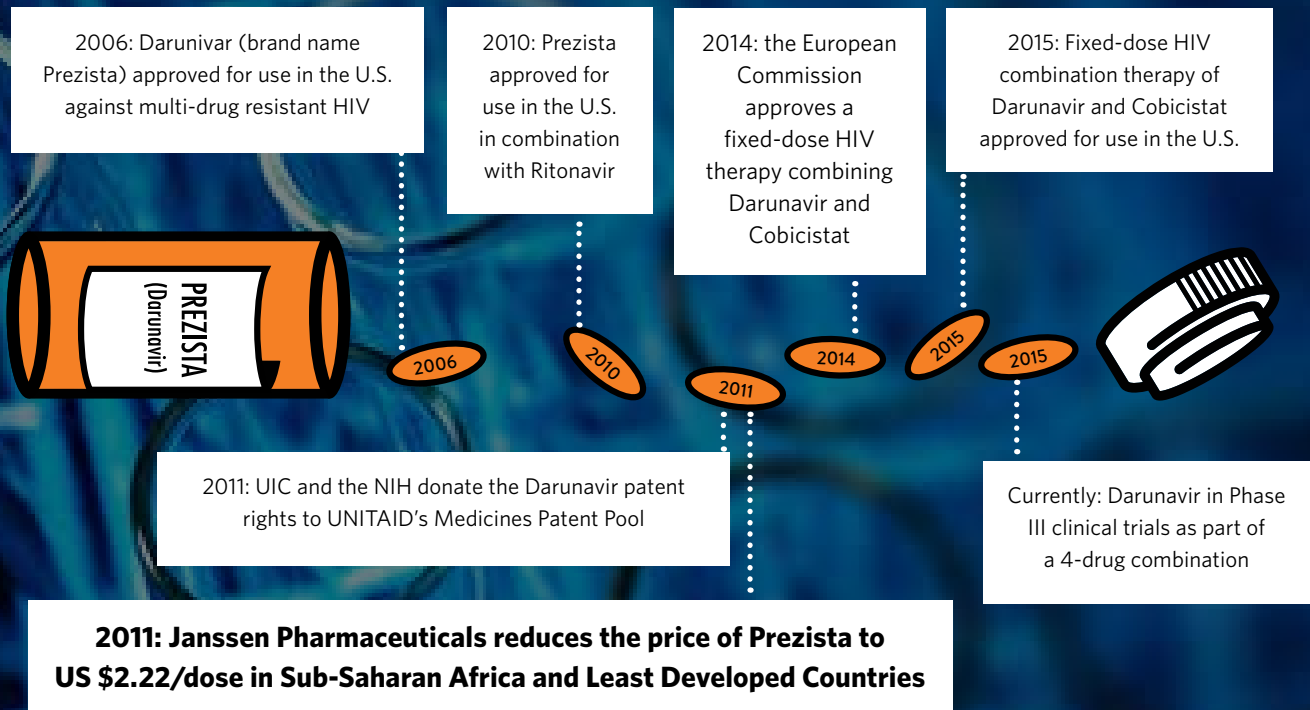 2006: Darunivar (brand name
Prezista) approved for use in the U.S.
against multi-drug resistant HIV
2010: Prezista
approved for
use in the U.S.
in combination
with Ritonavir
2014: the European
Commission
approves a
fixed-dose HIV
therapy combining
Darunavir and
Cobicistat
2015: Fixed-dose HIV
combination therapy of
Darunavir and Cobicistat
approved for use in the U.S.
PREZISTA
(Darunavir)
2006
2010
2011
2014
2015
2015
2011: UIC and the NIH donate the Darunavir patent
rights to UNITAID’s Medicines Patent Pool
Currently: Darunavir in Phase
III clinical trials as part of
a 4-drug combination
2011: Janssen Pharmaceuticals reduces the price of Prezista to
US $2.22/dose in Sub-Saharan Africa and Least Developed Countries